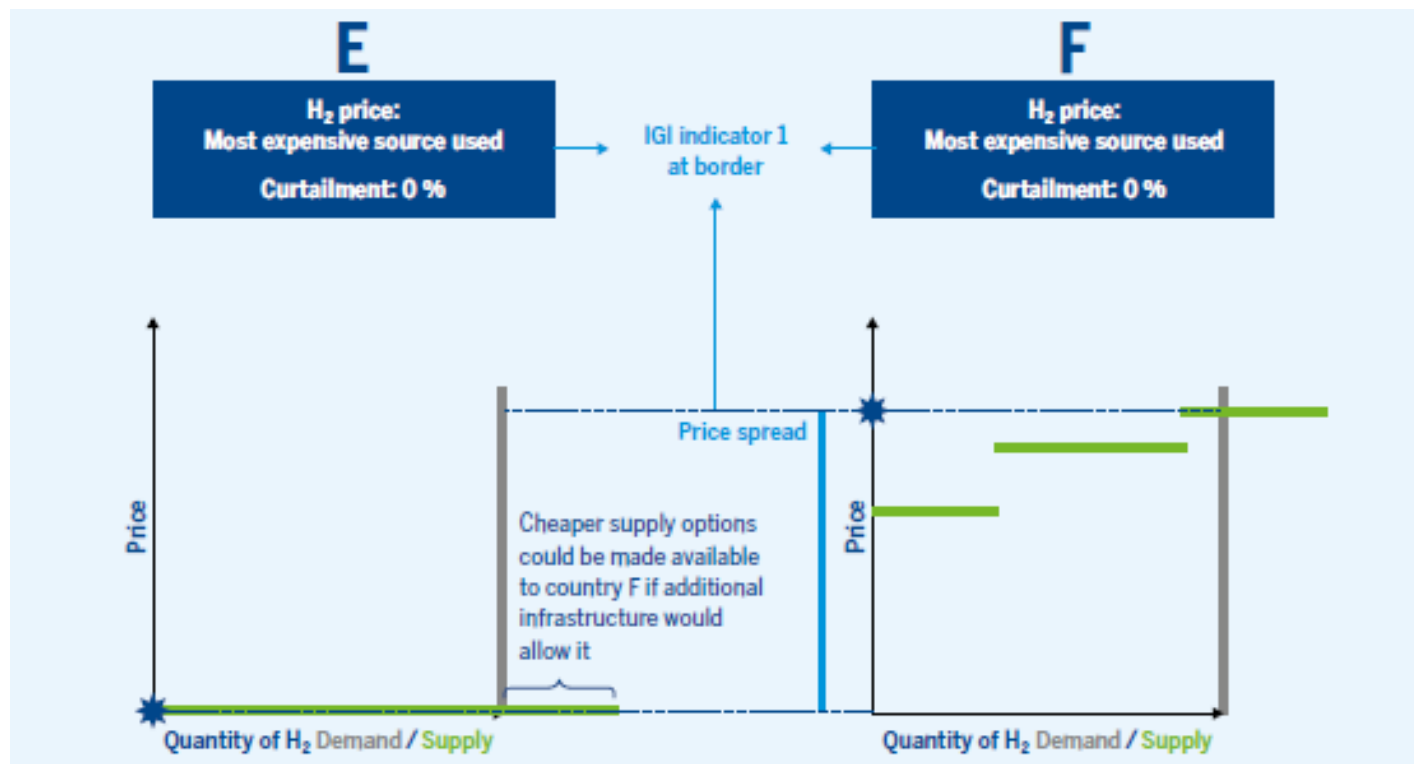 E
F
H₂ price:
Most expensive source used
Curtailment: 0 %
IGI indicator 1
at border
H₂ price:
Most expensive source used
Curtailment: 0 %
Price spread
Price
Cheaper supply options
could be made available
to country F if additional
infrastructure would
allow it
Price
Quantity of H₂ Demand / Supply
Quantity of H₂ Demand / Supply